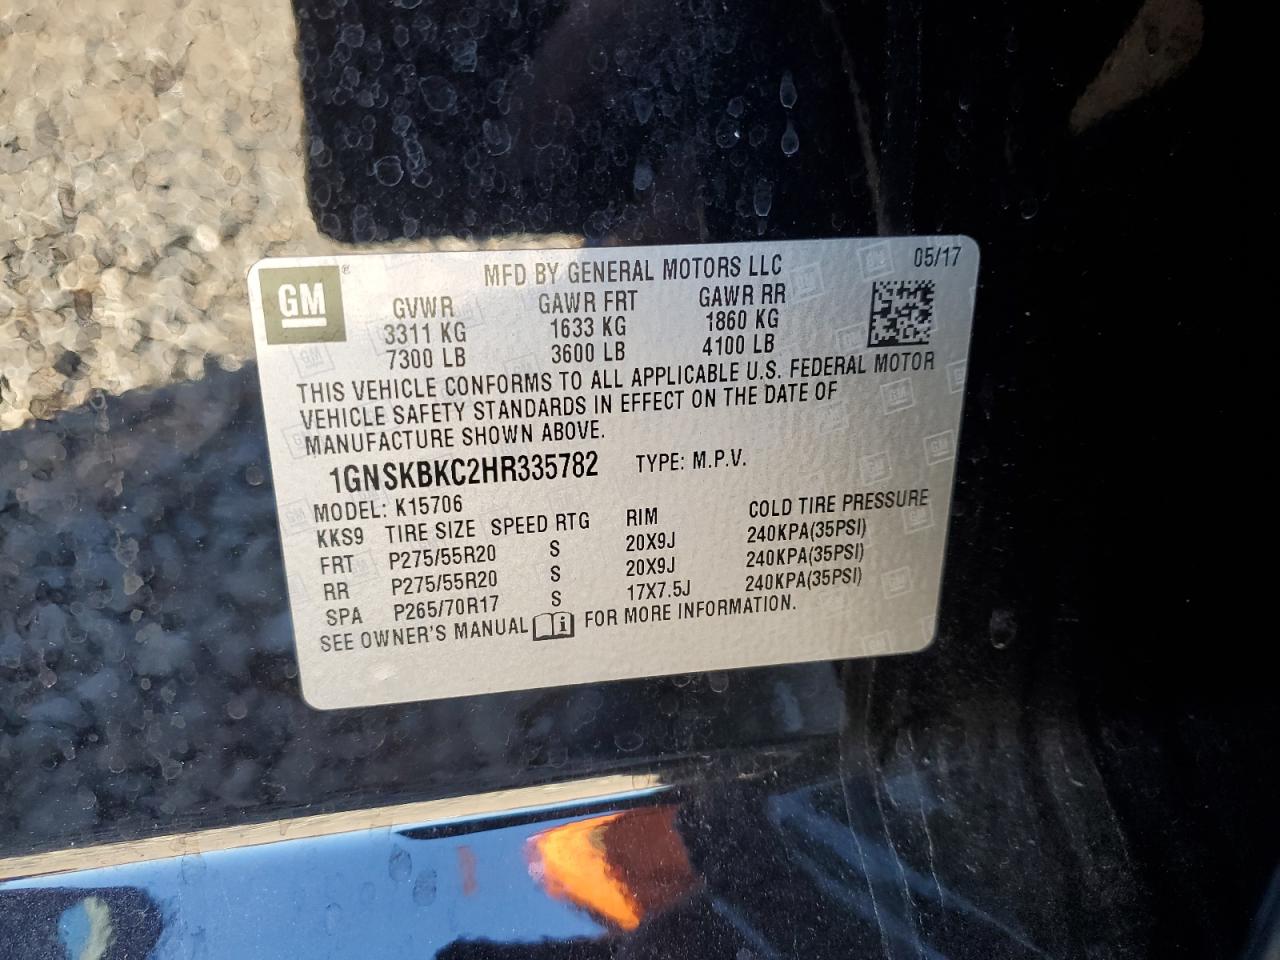 GM®
MFD BY GENERAL MOTORS LLC 05/17
GVWR GAWR FRT GAWR RR
3311 KG 1633 KG 1860 KG
7300 LB 3600 LB 4100 LB
THIS VEHICLE CONFORMS TO ALL APPLICABLE U.S. FEDERAL MOTOR
VEHICLE SAFETY STANDARDS IN EFFECT ON THE DATE OF
MANUFACTURE SHOWN ABOVE.
1GNSKBKC2HR335782 TYPE: M.P.V.
MODEL: K15706
KKS9 TIRE SIZE SPEED RTG RIM COLD TIRE PRESSURE
FRT P275/55R20 S 20X9J 240KPA(35PSI)
RR P275/55R20 S 20X9J 240KPA(35PSI)
SPA P265/70R17 S 17X7.5J 240KPA(35PSI)
SEE OWNER'S MANUAL i FOR MORE INFORMATION.